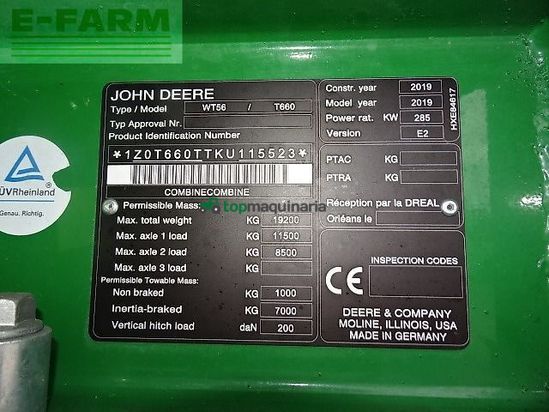 E-FARM
JOHN DEERE
Type / Model WT56 / T660
Typ Approval Nr.
Product Identification Number
*1Z0T660TTKU115523*
COMBINECOMBINE
Permissible Mass:
Max. total weight KG 19200
Max. axle 1 load KG 11500
Max. axle 2 load KG 8500
Max. axle 3 load KG
Permissible Towable Mass:
Non braked KG 1000
Inertia-braked KG 7000
Vertical hitch load daN 200
Constr. year 2019
Model year 2019
Power rat. KW 285
Version E2
HXE84617
PTAC KG
PTRA KG
Réception par la DREAL
Orléans le
CE
INSPECTION CODES
DEERE & COMPANY
MOLINE, ILLINOIS, USA
MADE IN GERMANY
topmaquinaria
ÜVRheinland
Genau. Richtig.